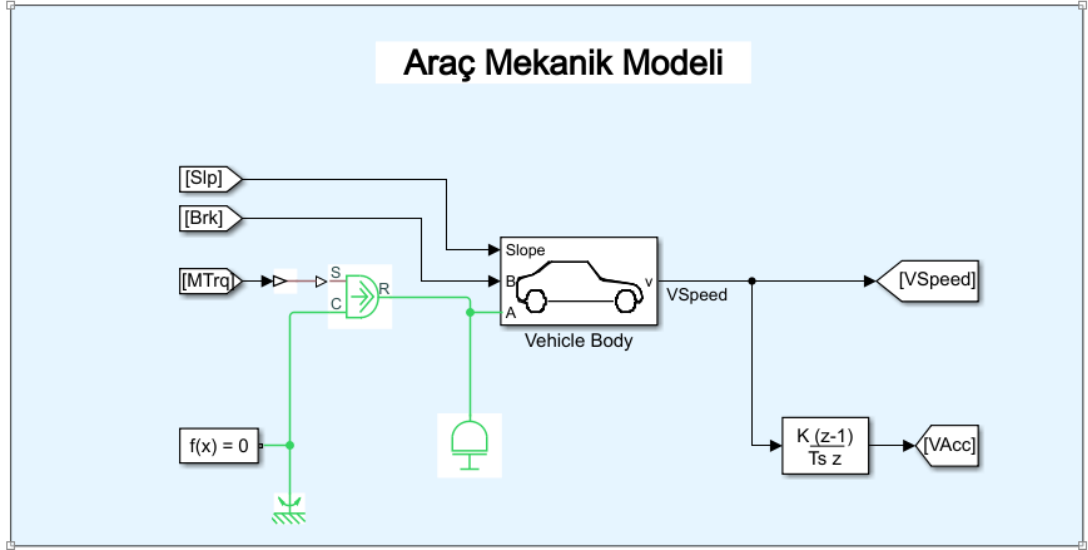 Araç Mekanik Modeli
[Slp]
[Brk]
[MTrq]
S
C
R
Slope
B
A
v
Vehicle Body
VSpeed
[VSpeed]
f(x) = 0
K (z-1)
Ts z
[VAcc]